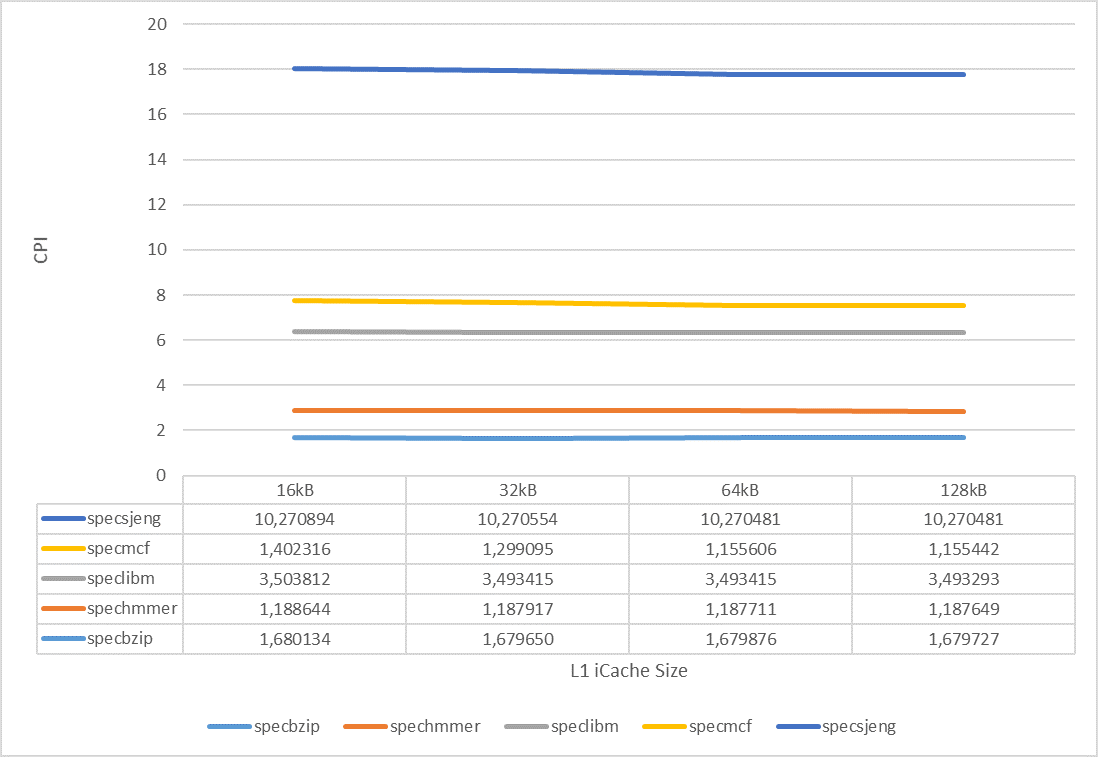 20
18
16
14
12
10
8
6
4
2
0
CPI
16kB 32kB 64kB 128kB
specsjeng 10,270894 10,270554 10,270481 10,270481
specmcf 1,402316 1,299095 1,155606 1,155442
speclibm 3,503812 3,493415 3,493415 3,493293
spechmmer 1,188644 1,187917 1,187711 1,187649
specbzip 1,680134 1,679650 1,679876 1,679727
L1 iCache Size
specbzip spechmmer speclibm specmcf specsjeng